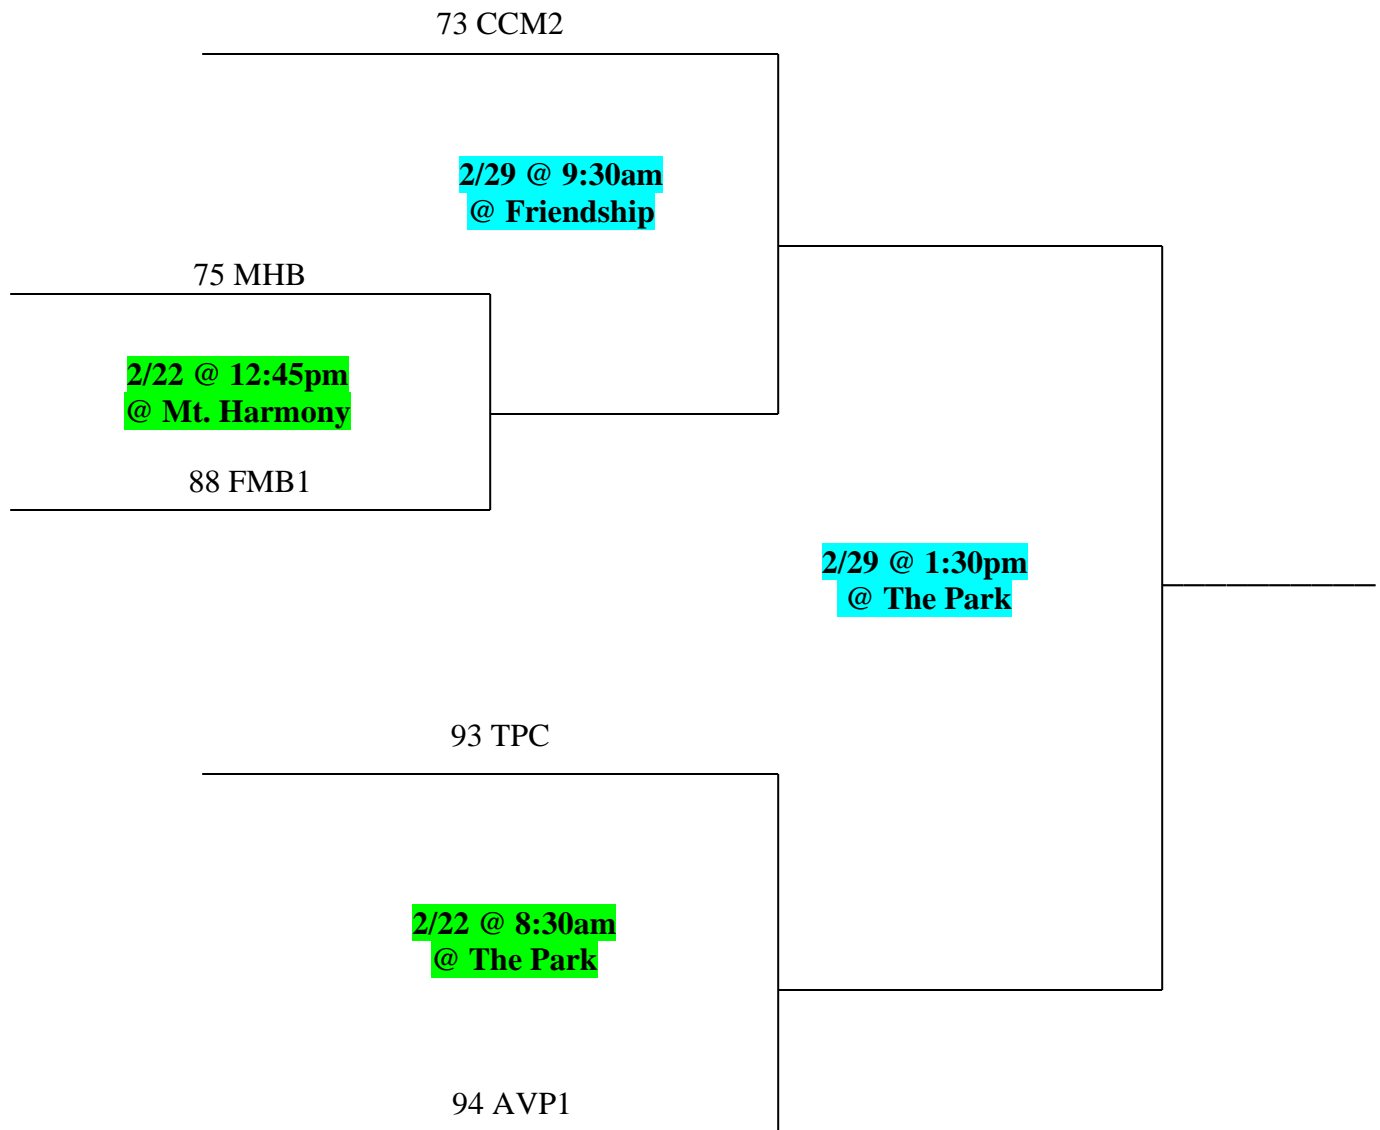 73 CCM2
2/29 @ 9:30am
@ Friendship
75 MHB
2/22 @ 12:45pm
@ Mt. Harmony
88 FMB1
2/29 @ 1:30pm
@ The Park
93 TPC
2/22 @ 8:30am
@ The Park
94 AVP1